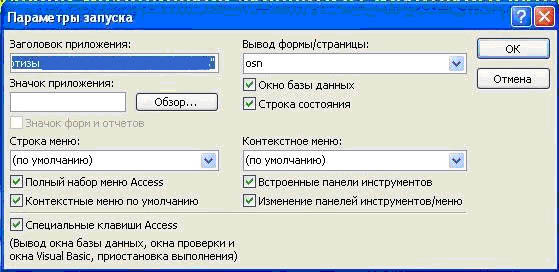 Параметры запуска
Заголовок приложения:
Вывод формы/страницы:
OK
отизы ;"
osn
Отмена
Значок приложения:
Окно базы данных
Обзор...
Строка состояния
Значок форм и отчетов
Строка меню:
Контекстное меню:
(по умолчанию)
(по умолчанию)
Полный набор меню Access
Встроенные панели инструментов
Контекстные меню по умолчанию
Изменение панелей инструментов/меню
Специальные клавиши Access
(Вывод окна базы данных, окна проверки и
окна Visual Basic, приостановка выполнения)